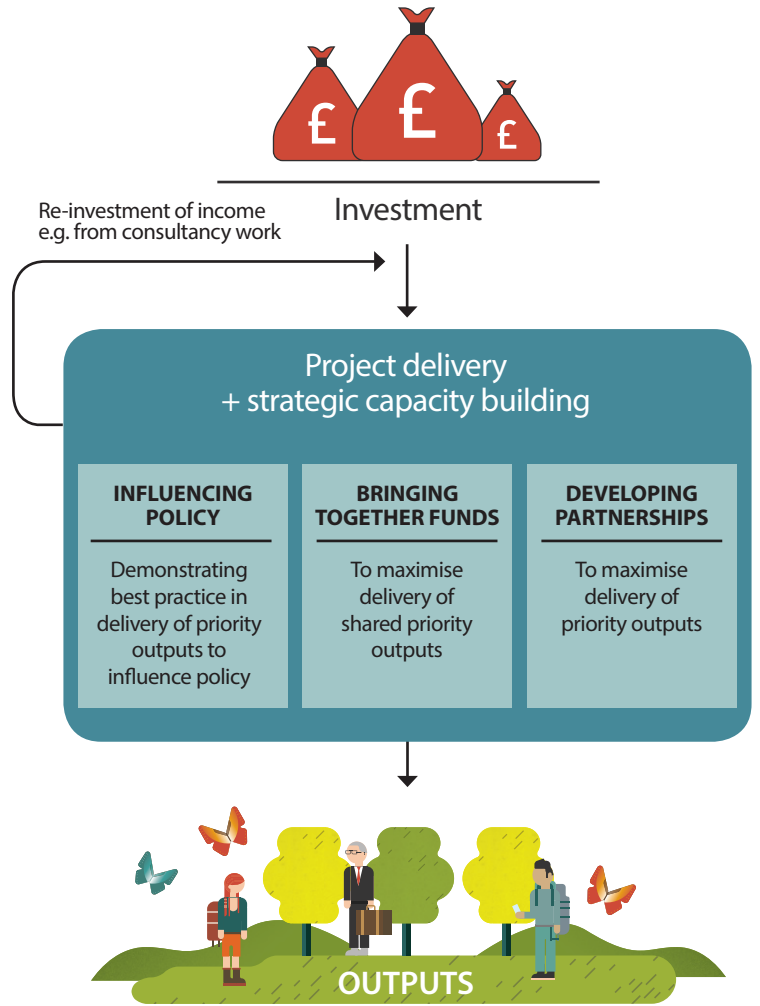 £
£
£
Investment
Re-investment of income
e.g. from consultancy work
Project delivery
+ strategic capacity building
INFLUENCING
POLICY
Demonstrating
best practice in
delivery of priority
outputs to
influence policy
BRINGING
TOGETHER FUNDS
To maximise
delivery of
shared priority
outputs
DEVELOPING
PARTNERSHIPS
To maximise
delivery of
priority outputs
OUTPUTS